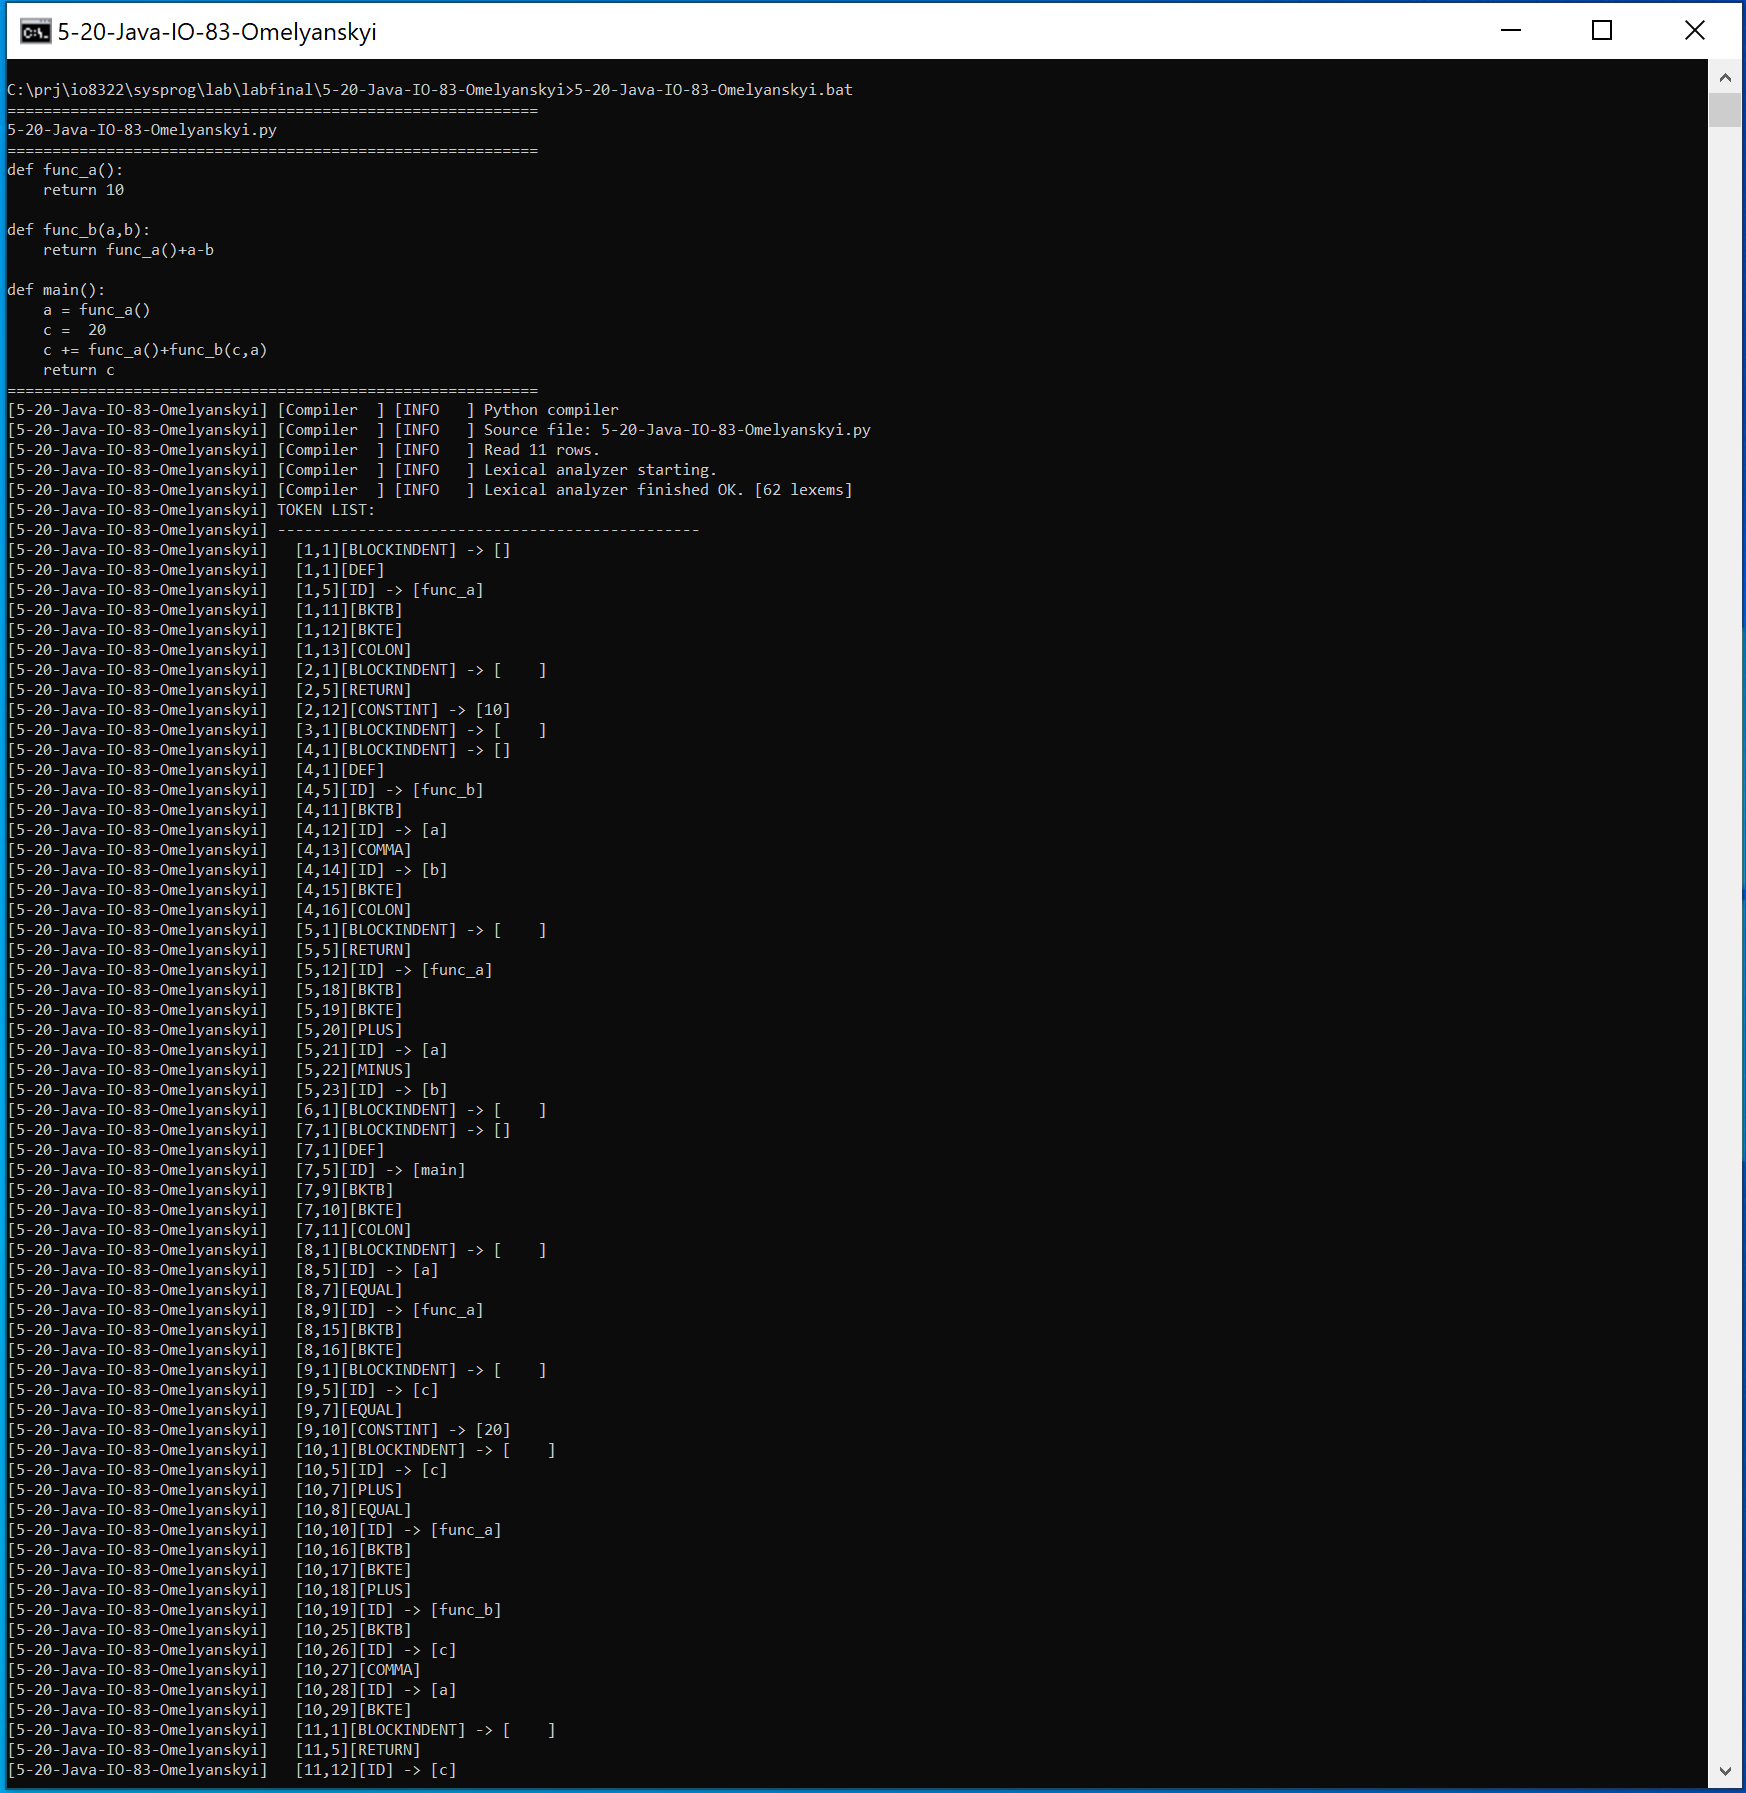 5-20-Java-IO-83-Omelyanskyi
C:\prj\io8322\sysprog\lab\labfinal\5-20-Java-IO-83-Omelyanskyi>5-20-Java-IO-83-Omelyanskyi.bat
===========================================================
5-20-Java-IO-83-Omelyanskyi.py
===========================================================
def func_a():
    return 10

def func_b(a,b):
    return func_a()+a-b

def main():
    a = func_a()
    c =  20
    c += func_a()+func_b(c,a)
    return c
===========================================================
[5-20-Java-IO-83-Omelyanskyi] [Compiler  ] [INFO   ] Python compiler
[5-20-Java-IO-83-Omelyanskyi] [Compiler  ] [INFO   ] Source file: 5-20-Java-IO-83-Omelyanskyi.py
[5-20-Java-IO-83-Omelyanskyi] [Compiler  ] [INFO   ] Read 11 rows.
[5-20-Java-IO-83-Omelyanskyi] [Compiler  ] [INFO   ] Lexical analyzer starting.
[5-20-Java-IO-83-Omelyanskyi] [Compiler  ] [INFO   ] Lexical analyzer finished OK. [62 lexems]
[5-20-Java-IO-83-Omelyanskyi] TOKEN LIST:
[5-20-Java-IO-83-Omelyanskyi] -----------------------------------------------
[5-20-Java-IO-83-Omelyanskyi]   [1,1][BLOCKINDENT] -> []
[5-20-Java-IO-83-Omelyanskyi]   [1,1][DEF]
[5-20-Java-IO-83-Omelyanskyi]   [1,5][ID] -> [func_a]
[5-20-Java-IO-83-Omelyanskyi]   [1,11][BKTB]
[5-20-Java-IO-83-Omelyanskyi]   [1,12][BKTE]
[5-20-Java-IO-83-Omelyanskyi]   [1,13][COLON]
[5-20-Java-IO-83-Omelyanskyi]   [2,1][BLOCKINDENT] -> [    ]
[5-20-Java-IO-83-Omelyanskyi]   [2,5][RETURN]
[5-20-Java-IO-83-Omelyanskyi]   [2,12][CONSTINT] -> [10]
[5-20-Java-IO-83-Omelyanskyi]   [3,1][BLOCKINDENT] -> [    ]
[5-20-Java-IO-83-Omelyanskyi]   [4,1][BLOCKINDENT] -> []
[5-20-Java-IO-83-Omelyanskyi]   [4,1][DEF]
[5-20-Java-IO-83-Omelyanskyi]   [4,5][ID] -> [func_b]
[5-20-Java-IO-83-Omelyanskyi]   [4,11][BKTB]
[5-20-Java-IO-83-Omelyanskyi]   [4,12][ID] -> [a]
[5-20-Java-IO-83-Omelyanskyi]   [4,13][COMMA]
[5-20-Java-IO-83-Omelyanskyi]   [4,14][ID] -> [b]
[5-20-Java-IO-83-Omelyanskyi]   [4,15][BKTE]
[5-20-Java-IO-83-Omelyanskyi]   [4,16][COLON]
[5-20-Java-IO-83-Omelyanskyi]   [5,1][BLOCKINDENT] -> [    ]
[5-20-Java-IO-83-Omelyanskyi]   [5,5][RETURN]
[5-20-Java-IO-83-Omelyanskyi]   [5,12][ID] -> [func_a]
[5-20-Java-IO-83-Omelyanskyi]   [5,18][BKTB]
[5-20-Java-IO-83-Omelyanskyi]   [5,19][BKTE]
[5-20-Java-IO-83-Omelyanskyi]   [5,20][PLUS]
[5-20-Java-IO-83-Omelyanskyi]   [5,21][ID] -> [a]
[5-20-Java-IO-83-Omelyanskyi]   [5,22][MINUS]
[5-20-Java-IO-83-Omelyanskyi]   [5,23][ID] -> [b]
[5-20-Java-IO-83-Omelyanskyi]   [6,1][BLOCKINDENT] -> [    ]
[5-20-Java-IO-83-Omelyanskyi]   [7,1][BLOCKINDENT] -> []
[5-20-Java-IO-83-Omelyanskyi]   [7,1][DEF]
[5-20-Java-IO-83-Omelyanskyi]   [7,5][ID] -> [main]
[5-20-Java-IO-83-Omelyanskyi]   [7,9][BKTB]
[5-20-Java-IO-83-Omelyanskyi]   [7,10][BKTE]
[5-20-Java-IO-83-Omelyanskyi]   [7,11][COLON]
[5-20-Java-IO-83-Omelyanskyi]   [8,1][BLOCKINDENT] -> [    ]
[5-20-Java-IO-83-Omelyanskyi]   [8,5][ID] -> [a]
[5-20-Java-IO-83-Omelyanskyi]   [8,7][EQUAL]
[5-20-Java-IO-83-Omelyanskyi]   [8,9][ID] -> [func_a]
[5-20-Java-IO-83-Omelyanskyi]   [8,15][BKTB]
[5-20-Java-IO-83-Omelyanskyi]   [8,16][BKTE]
[5-20-Java-IO-83-Omelyanskyi]   [9,1][BLOCKINDENT] -> [    ]
[5-20-Java-IO-83-Omelyanskyi]   [9,5][ID] -> [c]
[5-20-Java-IO-83-Omelyanskyi]   [9,7][EQUAL]
[5-20-Java-IO-83-Omelyanskyi]   [9,10][CONSTINT] -> [20]
[5-20-Java-IO-83-Omelyanskyi]   [10,1][BLOCKINDENT] -> [    ]
[5-20-Java-IO-83-Omelyanskyi]   [10,5][ID] -> [c]
[5-20-Java-IO-83-Omelyanskyi]   [10,7][PLUS]
[5-20-Java-IO-83-Omelyanskyi]   [10,8][EQUAL]
[5-20-Java-IO-83-Omelyanskyi]   [10,10][ID] -> [func_a]
[5-20-Java-IO-83-Omelyanskyi]   [10,16][BKTB]
[5-20-Java-IO-83-Omelyanskyi]   [10,17][BKTE]
[5-20-Java-IO-83-Omelyanskyi]   [10,18][PLUS]
[5-20-Java-IO-83-Omelyanskyi]   [10,19][ID] -> [func_b]
[5-20-Java-IO-83-Omelyanskyi]   [10,25][BKTB]
[5-20-Java-IO-83-Omelyanskyi]   [10,26][ID] -> [c]
[5-20-Java-IO-83-Omelyanskyi]   [10,27][COMMA]
[5-20-Java-IO-83-Omelyanskyi]   [10,28][ID] -> [a]
[5-20-Java-IO-83-Omelyanskyi]   [10,29][BKTE]
[5-20-Java-IO-83-Omelyanskyi]   [11,1][BLOCKINDENT] -> [    ]
[5-20-Java-IO-83-Omelyanskyi]   [11,5][RETURN]
[5-20-Java-IO-83-Omelyanskyi]   [11,12][ID] -> [c]